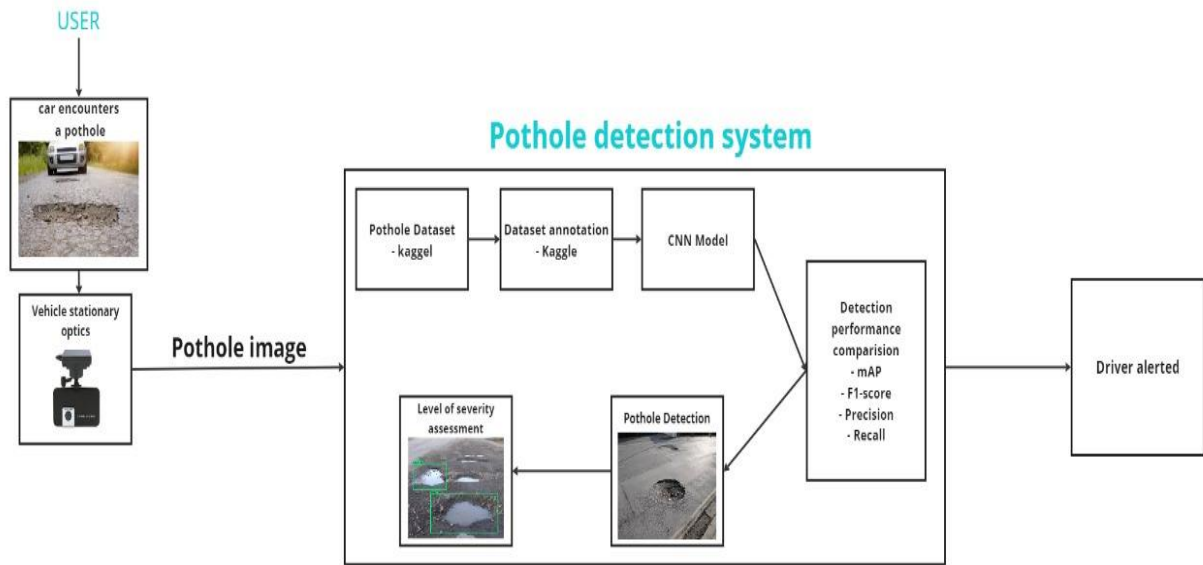 USER
car encounters
a pothole
Vehicle stationary
optics
Pothole image
Pothole detection system
Pothole Dataset
- kaggel
Dataset annotation
- Kaggle
CNN Model
Detection
performance
comparision
- mAP
- F1-score
- Precision
- Recall
Level of severity
assessment
Pothole Detection
Driver alerted